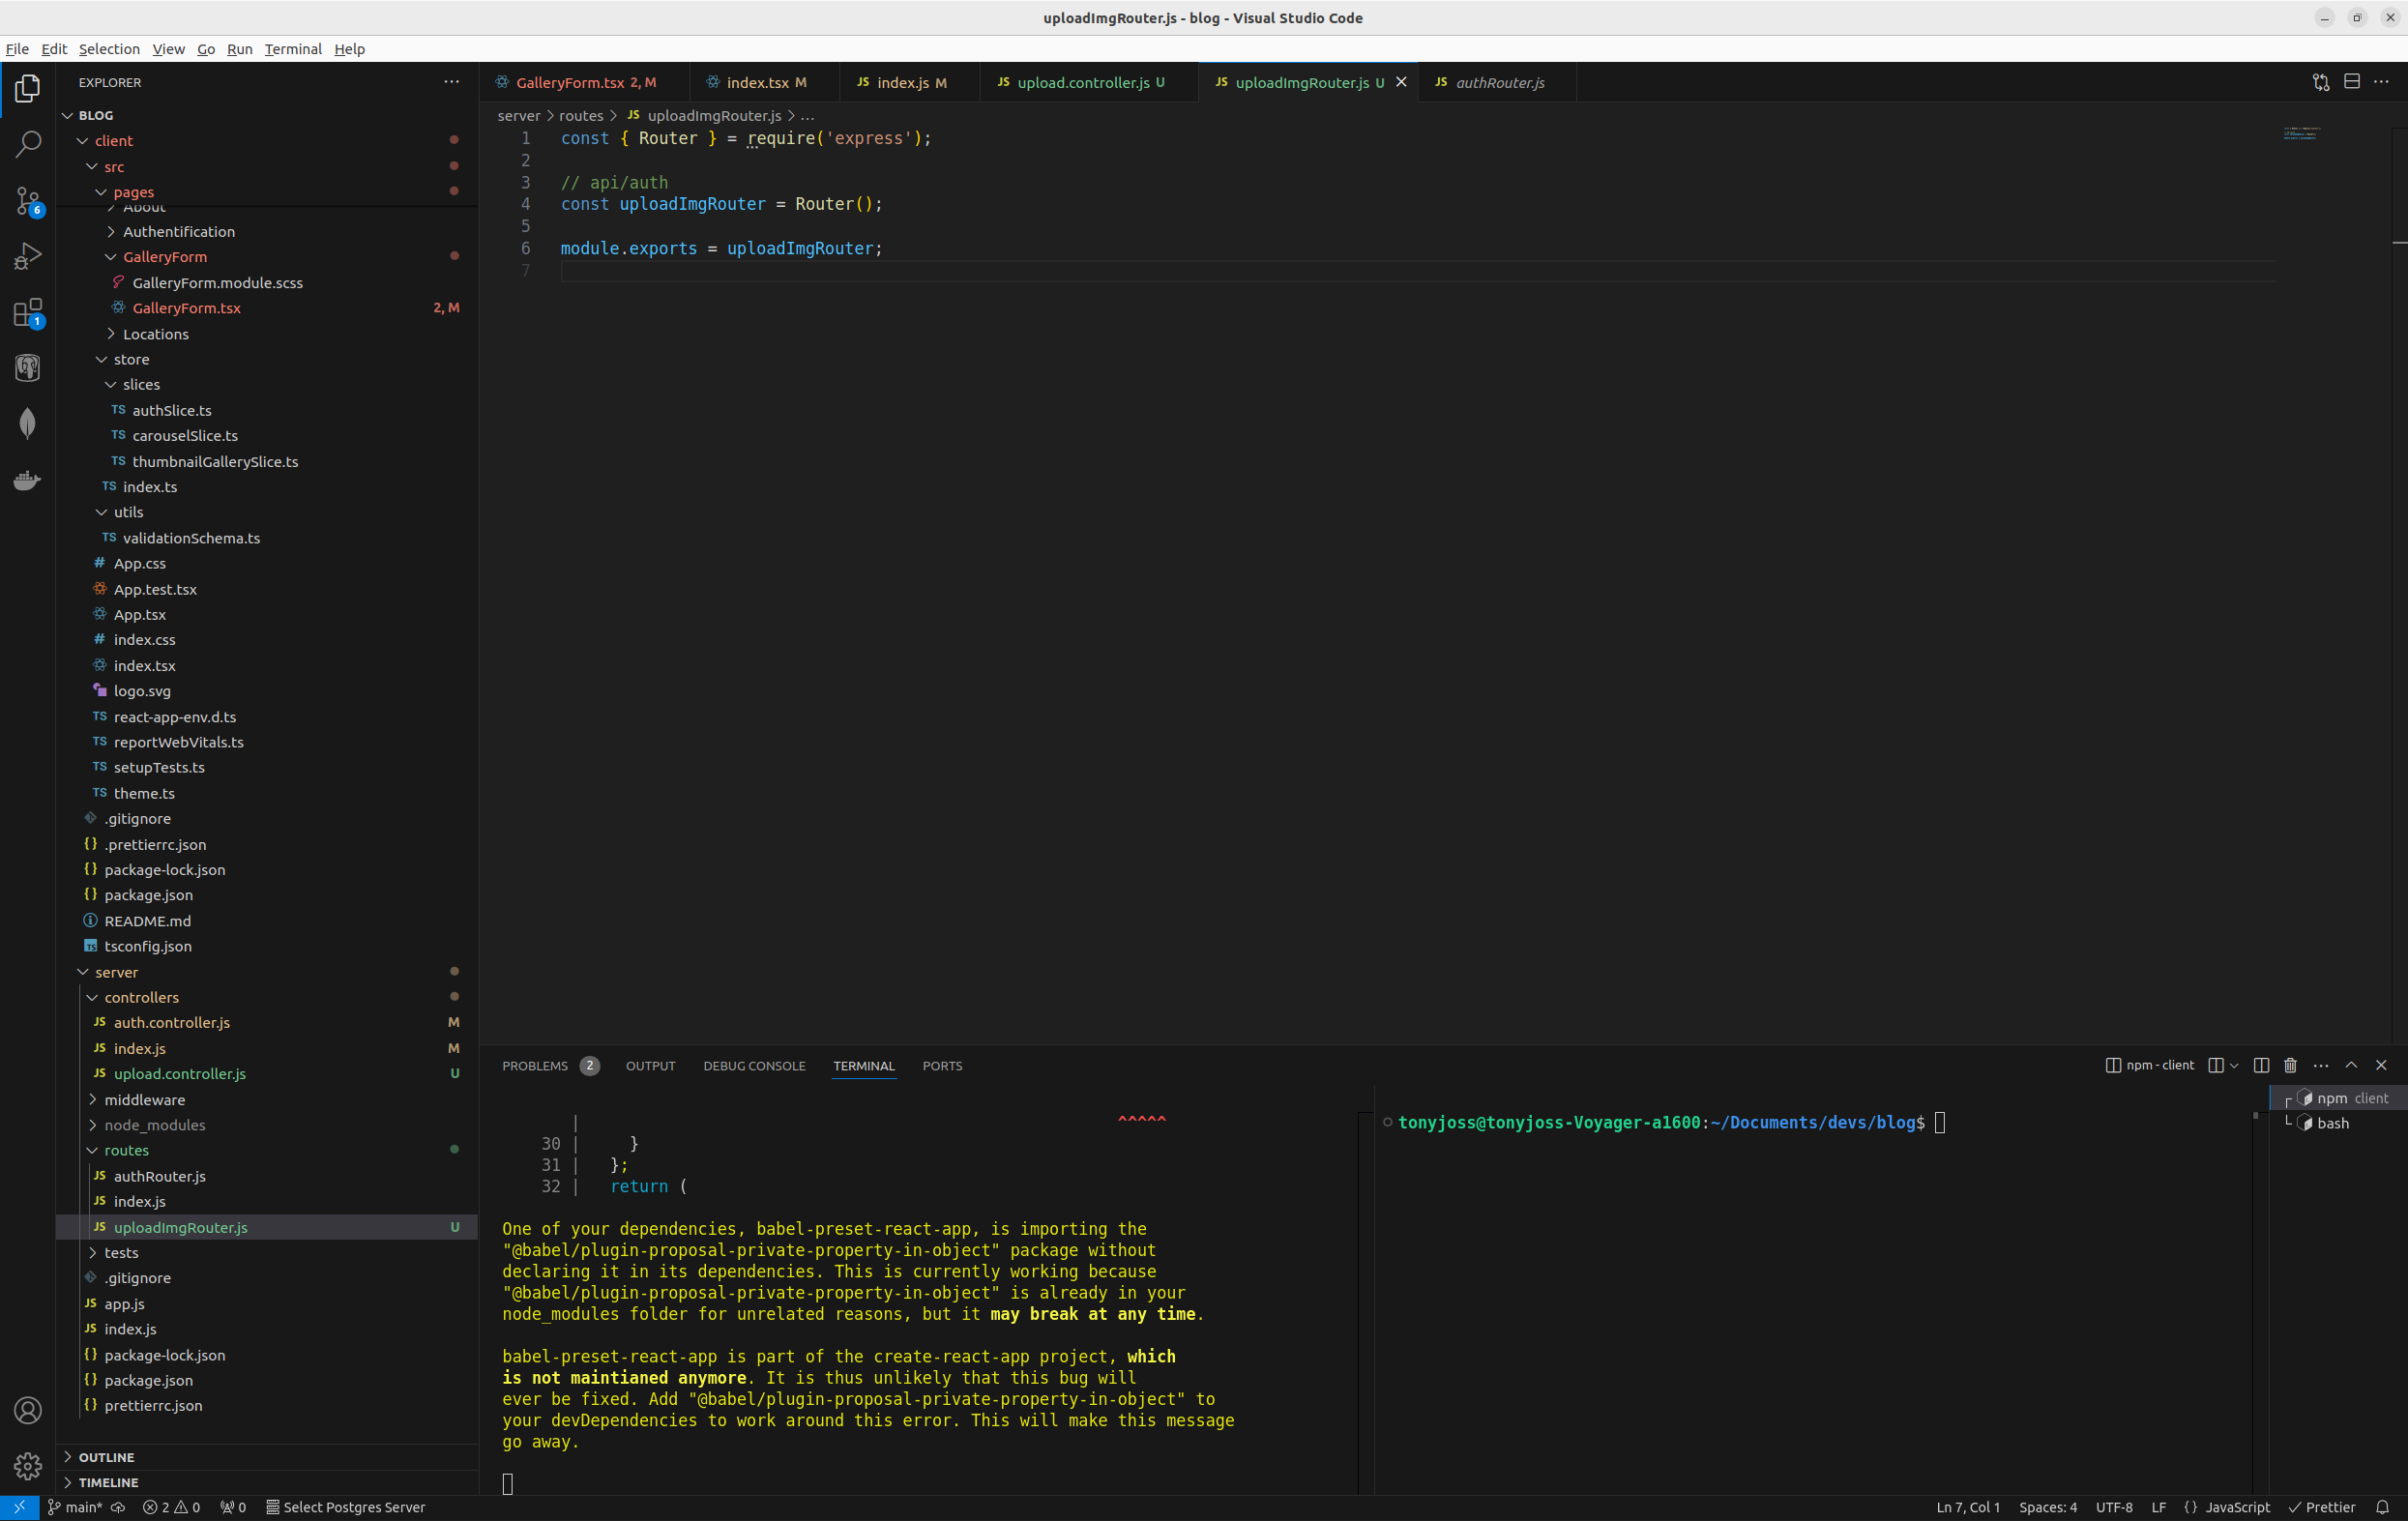 uploadImgRouter.js - blog - Visual Studio Code
File Edit Selection View Go Run Terminal Help
EXPLORER
BLOG
client
src
pages
About
Authentification
GalleryForm
GalleryForm.module.scss
GalleryForm.tsx 2, M
Locations
store
slices
TS authSlice.ts
TS carouselSlice.ts
TS thumbnailGallerySlice.ts
TS index.ts
utils
TS validationSchema.ts
# App.css
App.test.tsx
App.tsx
# index.css
index.tsx
logo.svg
TS react-app-env.d.ts
TS reportWebVitals.ts
TS setupTests.ts
TS theme.ts
.gitignore
{} .prettierrc.json
{} package-lock.json
{} package.json
README.md
TS tsconfig.json
server
controllers
JS auth.controller.js M
JS index.js M
JS upload.controller.js U
middleware
node_modules
routes
JS authRouter.js
JS index.js
JS uploadImgRouter.js U
tests
.gitignore
JS app.js
JS index.js
{} package-lock.json
{} package.json
{} prettierrc.json
OUTLINE
TIMELINE
6
1
GalleryForm.tsx 2, M index.tsx M JS index.js M JS upload.controller.js U JS uploadImgRouter.js U JS authRouter.js
server > routes > JS uploadImgRouter.js > ...
1 const { Router } = require('express');
2
3 // api/auth
4 const uploadImgRouter = Router();
5
6 module.exports = uploadImgRouter;
7
PROBLEMS 2 OUTPUT DEBUG CONSOLE TERMINAL PORTS
npm - client
| ^^^^^
30 | }
31 | };
32 | return (
One of your dependencies, babel-preset-react-app, is importing the
"@babel/plugin-proposal-private-property-in-object" package without
declaring it in its dependencies. This is currently working because
"@babel/plugin-proposal-private-property-in-object" is already in your
node_modules folder for unrelated reasons, but it may break at any time.
babel-preset-react-app is part of the create-react-app project, which
is not maintianed anymore. It is thus unlikely that this bug will
ever be fixed. Add "@babel/plugin-proposal-private-property-in-object" to
your devDependencies to work around this error. This will make this message
go away.
tonyjoss@tonyjoss-Voyager-a1600:~/Documents/devs/blog$
npm client
bash
main* 2 0 0 Select Postgres Server
Ln 7, Col 1 Spaces: 4 UTF-8 LF {} JavaScript Prettier